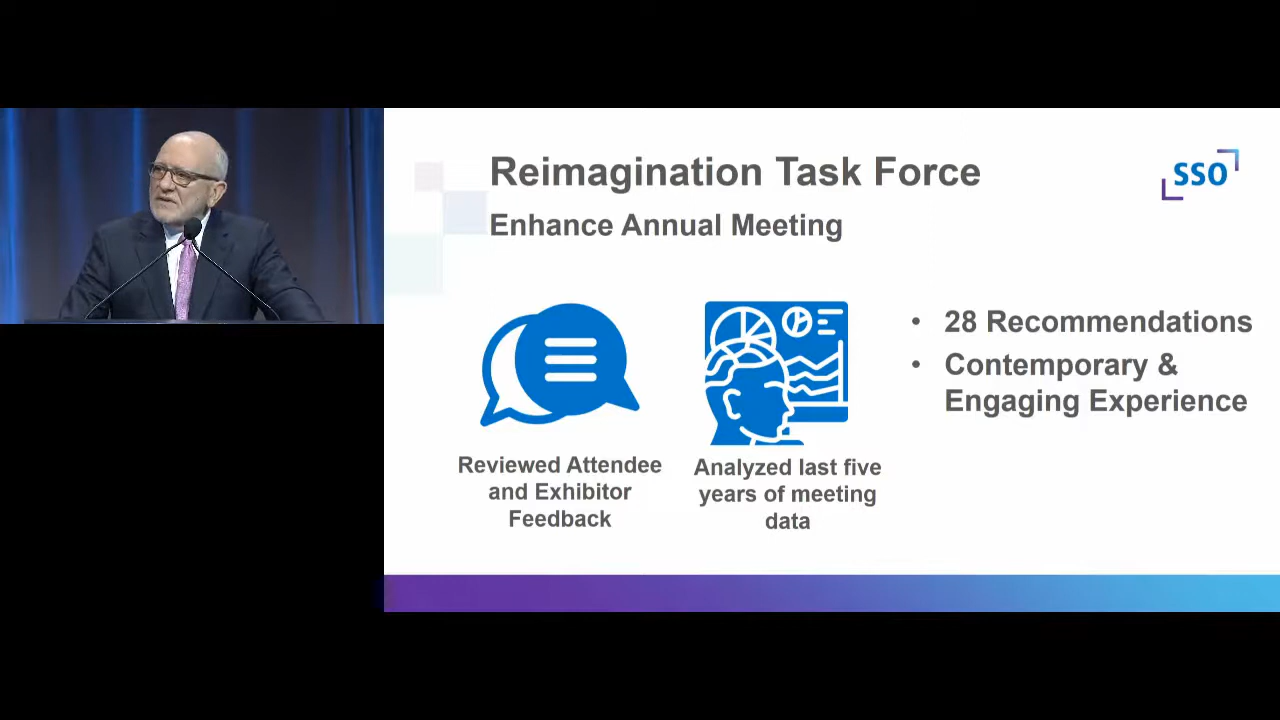 Reimagination Task Force
SSO
Enhance Annual Meeting
Reviewed Attendee
and Exhibitor
Feedback
Analyzed last five
years of meeting
data
• 28 Recommendations
• Contemporary &
Engaging Experience